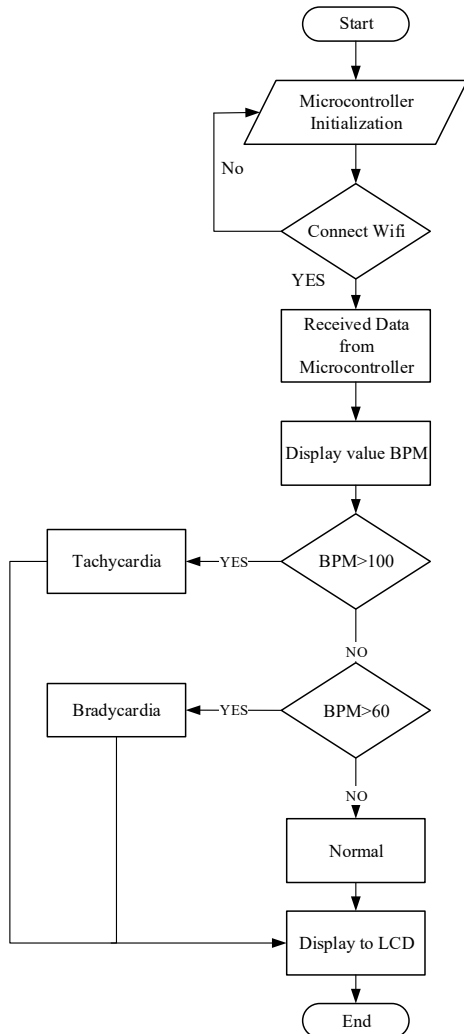 Start
Microcontroller
Initialization
No
Connect Wifi
YES
Received Data
from
Microcontroller
Display value BPM
Tachycardia
YES
BPM>100
NO
Bradycardia
YES
BPM>60
NO
Normal
Display to LCD
End